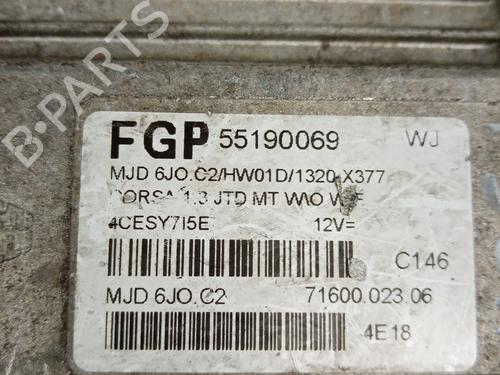 FGP 55190069 WJ
MJD 6JO.C2/HW01D/1320-X377
CORSA 1.3 JTD MT W\O
4CESY7I5E 12V=
C146
MJD 6JO.C2 71600.023.06
4E18
B-PARTS